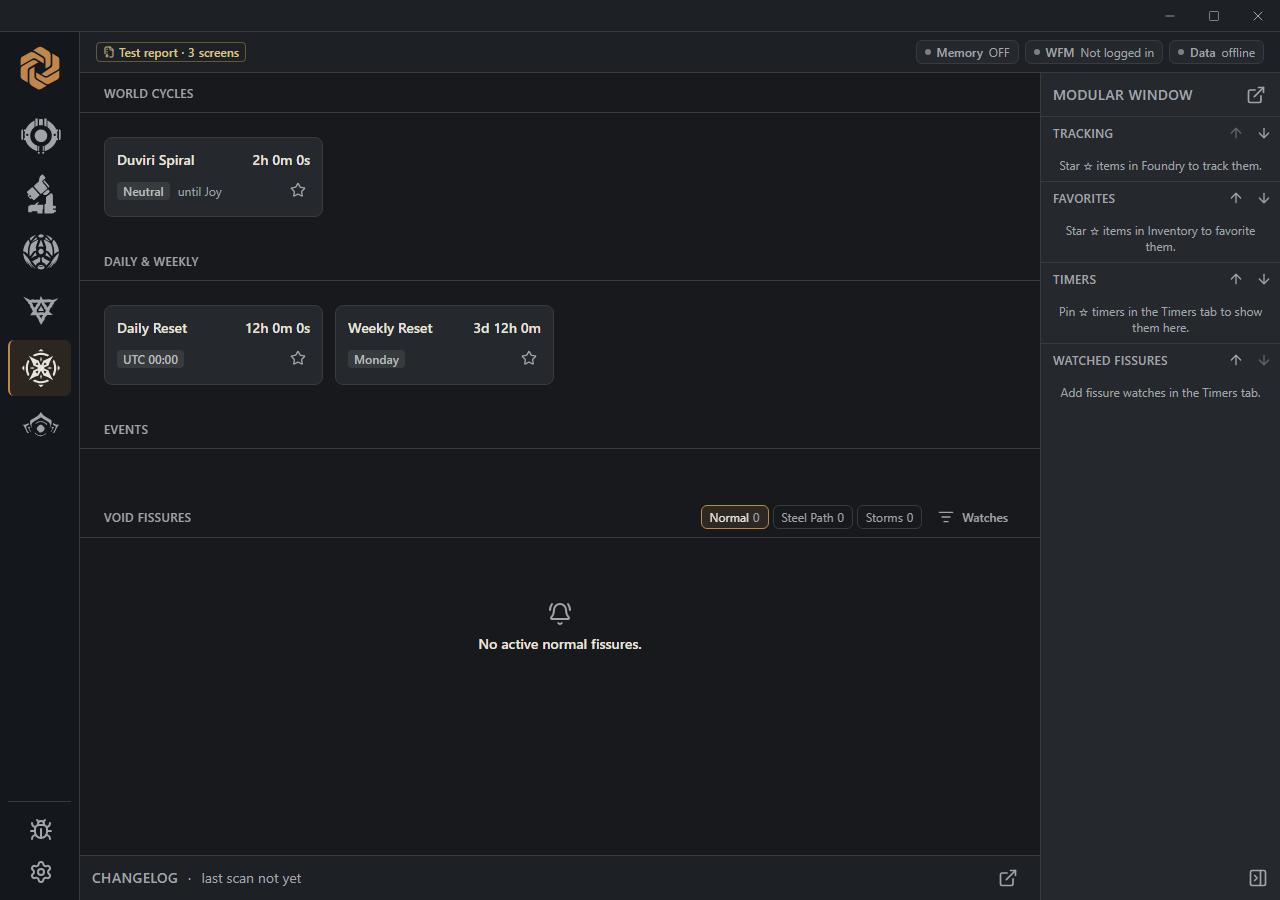 Test report · 3 screens
Memory OFF
WFM Not logged in
Data offline
WORLD CYCLES
Duviri Spiral 2h 0m 0s
Neutral until Joy
DAILY & WEEKLY
Daily Reset 12h 0m 0s
UTC 00:00
Weekly Reset 3d 12h 0m
Monday
EVENTS
VOID FISSURES
Normal 0
Steel Path 0
Storms 0
Watches
No active normal fissures.
CHANGELOG · last scan not yet
MODULAR WINDOW
TRACKING
Star ☆ items in Foundry to track them.
FAVORITES
Star ☆ items in Inventory to favorite
them.
TIMERS
Pin ☆ timers in the Timers tab to show
them here.
WATCHED FISSURES
Add fissure watches in the Timers tab.